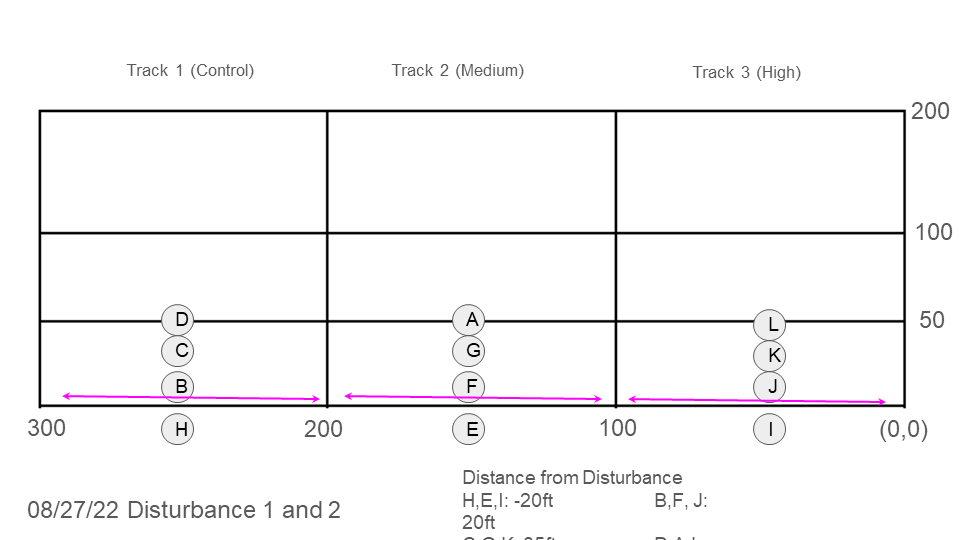 Track 1 (Control)
Track 2 (Medium)
Track 3 (High)
200
100
50
D
A
L
C
G
K
B
F
J
300
200
100
(0,0)
H
E
I
Distance from Disturbance
H,E,I: -20ft B,F, J:
20ft
08/27/22 Disturbance 1 and 2